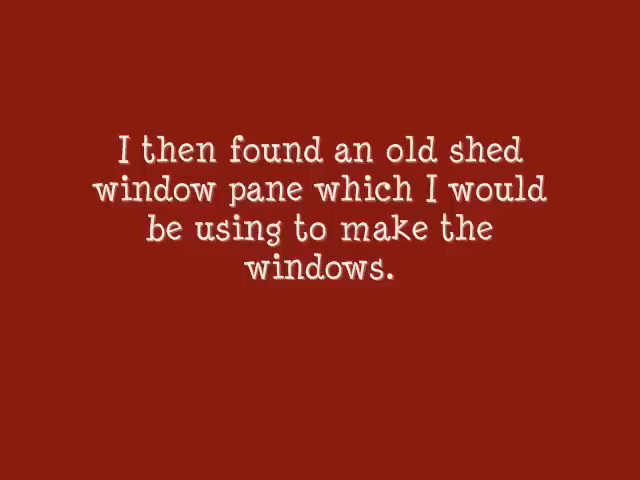 I then found an old shed
window pane which I would
be using to make the
windows.